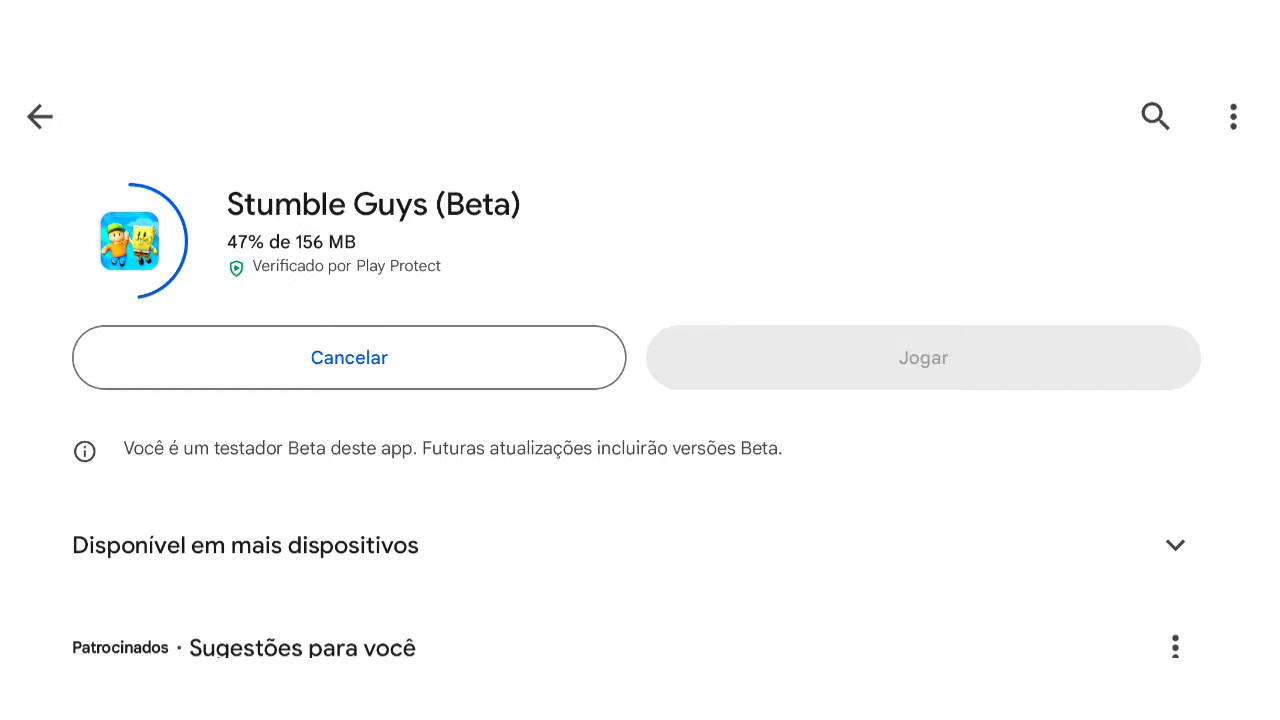 Stumble Guys (Beta)
47% de 156 MB
Verificado por Play Protect
Cancelar
Jogar
Você é um testador Beta deste app. Futuras atualizações incluirão versões Beta.
Disponível em mais dispositivos
Patrocinados · Sugestões para você